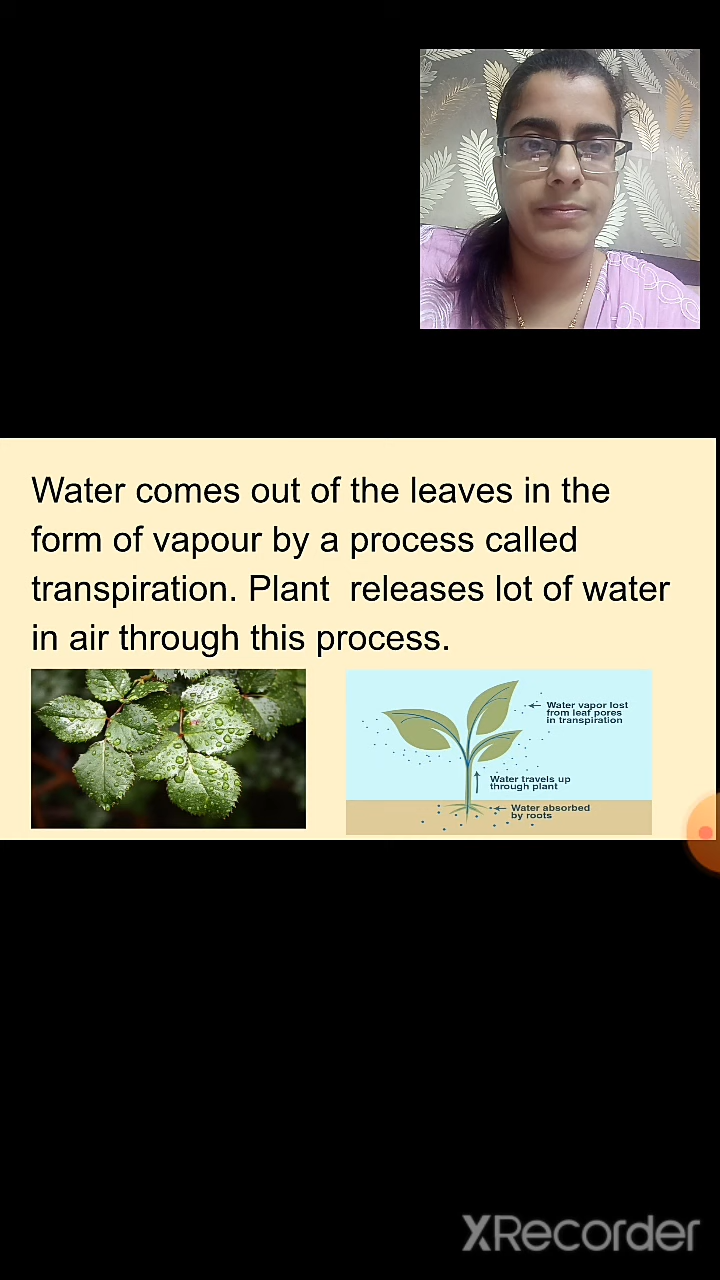 Water comes out of the leaves in the
form of vapour by a process called
transpiration. Plant  releases lot of water
in air through this process.
Water vapor lost
from leaf pores
in transpiration
Water travels up
through plant
Water absorbed
by roots
XRecorder